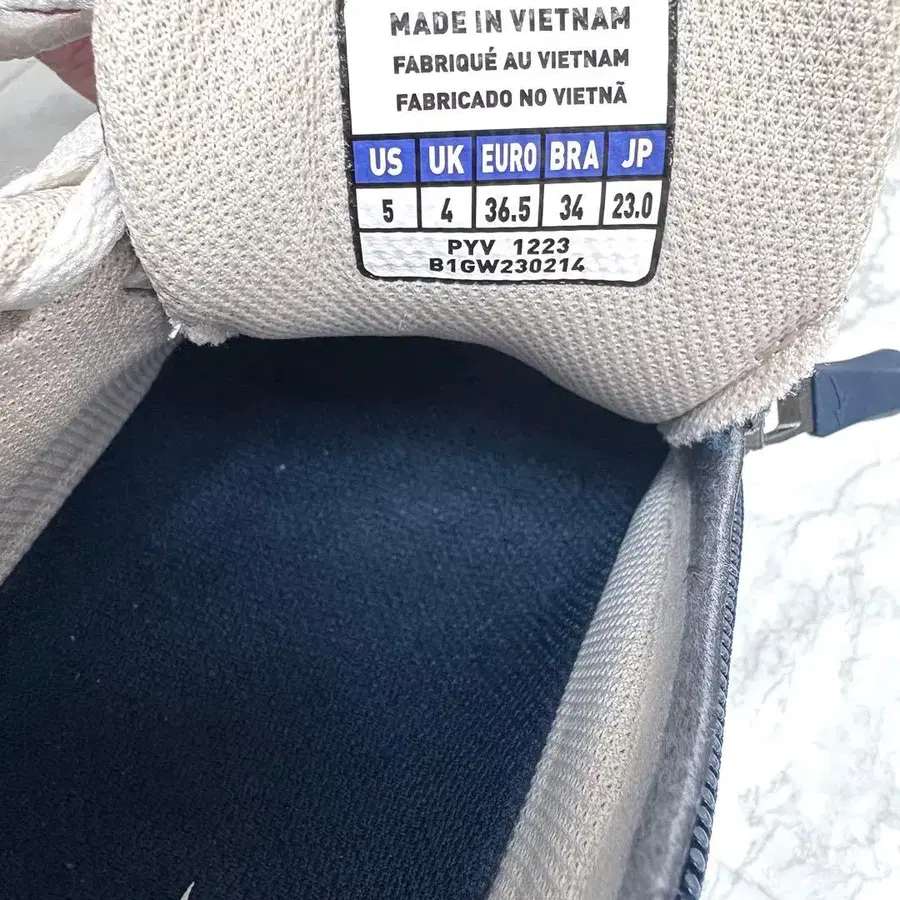 MADE IN VIETNAM
FABRIQUÉ AU VIETNAM
FABRICADO NO VIETNÃ
US UK EURO BRA JP
5 4 36.5 34 23.0
PYV 1223
B1GW230214